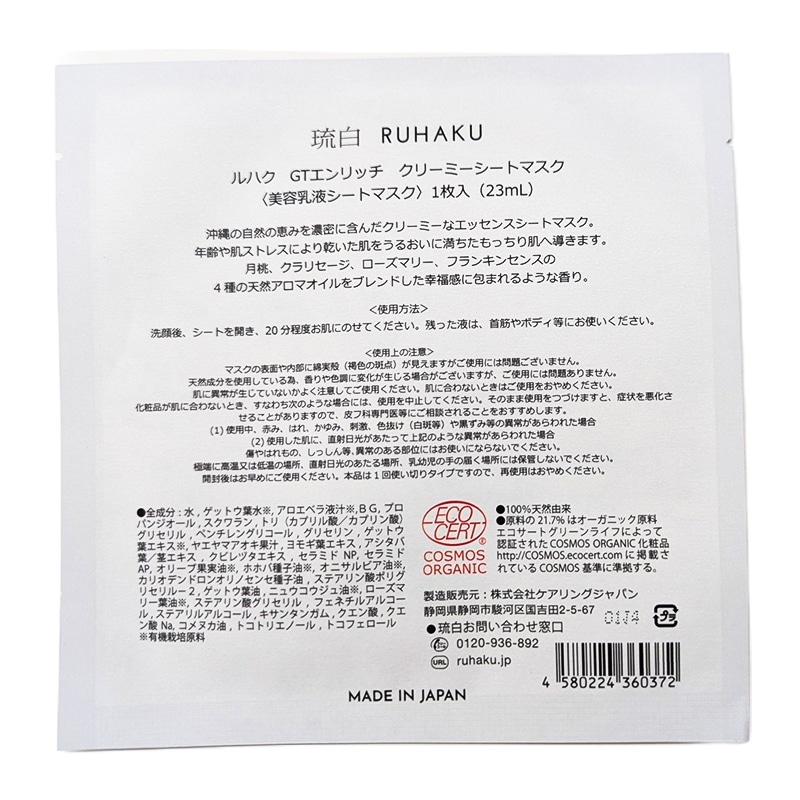 琉白 RUHAKU
ルハク GTエンリッチ クリーミーシートマスク
〈美容乳液シートマスク〉1枚入（23mL）
沖縄の自然の恵みを濃密に含んだクリーミーなエッセンスシートマスク。
年齢や肌ストレスにより乾いた肌をうるおいに満ちたもっちり肌へ導きます。
月桃、クラリセージ、ローズマリー、フランキンセンスの
4種の天然アロマオイルをブレンドした幸福感に包まれるような香り。
＜使用方法＞
洗顔後、シートを開き、20分程度お肌にのせてください。残った液は、首筋やボディ等にお使いください。
＜使用上の注意＞
マスクの表面や内部に綿実殻（褐色の斑点）が見えますがご使用には問題ございません。
天然成分を使用している為、香りや色調に変化が生じる場合がございますが、ご使用には問題ありません。
肌に異常が生じていないかよく注意してご使用ください。肌に合わないときはご使用をおやめください。
化粧品が肌に合わないとき、すなわち次のような場合には、使用を中止してください。そのまま使用をつづけますと、症状を悪化さ
せることがありますので、皮フ科専門医等にご相談されることをおすすめします。
(1) 使用中、赤み、はれ、かゆみ、刺激、色抜け（白斑等）や黒ずみ等の異常があらわれた場合
(2) 使用した肌に、直射日光があたって上記のような異常があらわれた場合
傷やはれもの、しっしん等、異常のある部位にはお使いにならないでください。
極端に高温又は低温の場所、直射日光のあたる場所、乳幼児の手の届く場所には保管しないでください。
開封後はお早めにご使用ください。本品は1回使い切りタイプですので、再使用はおやめください。
●全成分：水 , ゲットウ葉水※, アロエベラ液汁※, B G , プロ
パンジオール , スクワラン , トリ（カプリル酸／カプリン酸）
グリセリル , ペンチレングリコール , グリセリン , ゲットウ
葉エキス※, ヤエヤマアオキ果汁 , ヨモギ葉エキス , アシタバ
葉／茎エキス , クビレヅタエキス , セラミド NP, セラミド
AP, オリーブ果実油※, ホホバ種子油※, オニサルビア油※,
カリオデンドロンオリノセンセ種子油 , ステアリン酸ポリグ
リセリル－2 , ゲットウ葉油 , ニュウコウジュ油※, ローズマ
リー葉油※, ステアリン酸グリセリル , フェネチルアルコー
ル , ステアリルアルコール , キサンタンガム , クエン酸 , クエ
ン酸 Na, コメヌカ油 , トコトリエノール , トコフェロール
※有機栽培原料
ECO
CERT
COSMOS
ORGANIC
●100%天然由来
●原料の 21.7% はオーガニック原料
エコサートグリーンライフによって
認証された COSMOS ORGANIC 化粧品
http://COSMOS.ecocert.com に掲載さ
れている COSMOS 基準に準拠する。
製造販売元：株式会社ケアリングジャパン
静岡県静岡市駿河区国吉田2-5-67
01J4
プラ
●琉白お問い合わせ窓口
0120-936-892
URL ruhaku.jp
4 580224 360372
MADE IN JAPAN